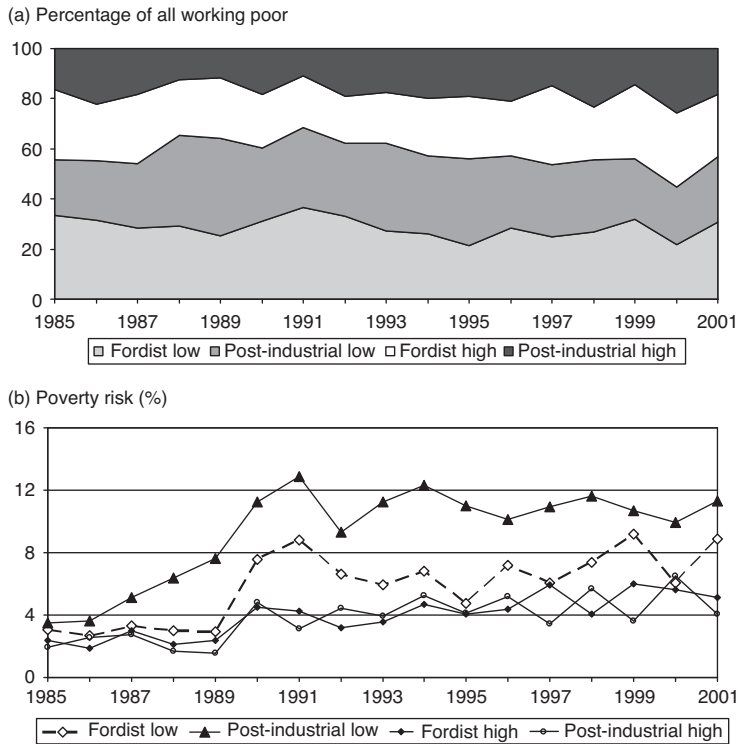 (a) Percentage of all working poor
100
80
60
40
20
0
1985 1987 1989 1991 1993 1995 1997 1999 2001
Fordist low Post-industrial low Fordist high Post-industrial high
(b) Poverty risk (%)
16
12
8
4
0
1985 1987 1989 1991 1993 1995 1997 1999 2001
Fordist low Post-industrial low Fordist high Post-industrial high